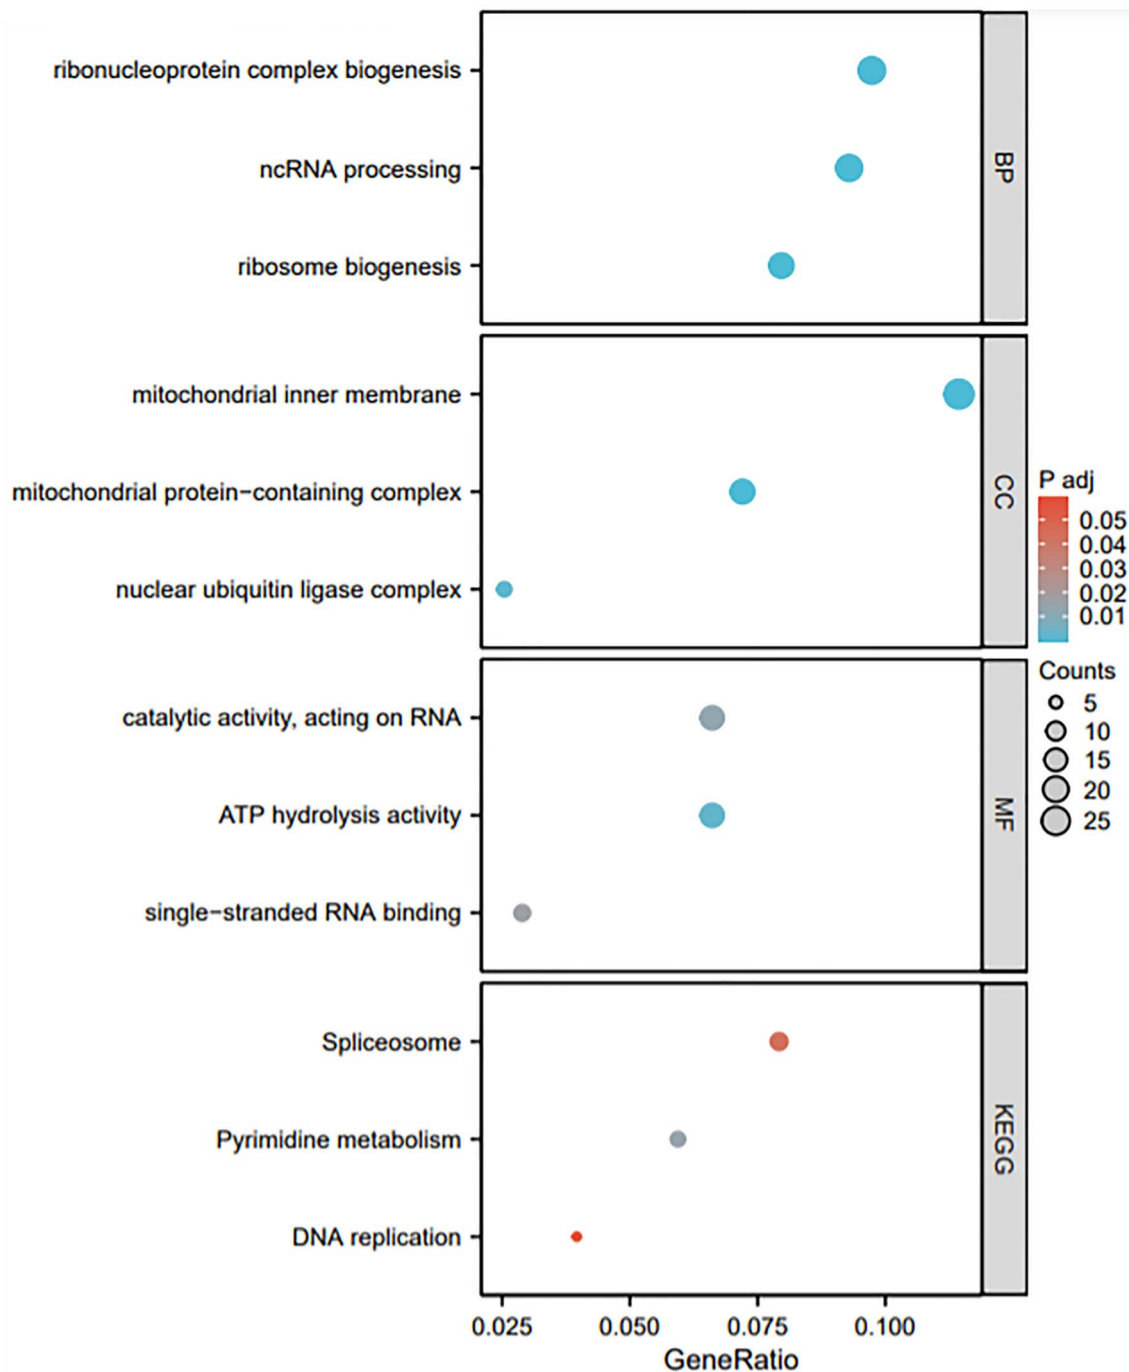 ribonucleoprotein complex biogenesis
ncRNA processing
ribosome biogenesis
BP
mitochondrial inner membrane
mitochondrial protein−containing complex
nuclear ubiquitin ligase complex
CC
catalytic activity, acting on RNA
ATP hydrolysis activity
single−stranded RNA binding
MF
Spliceosome
Pyrimidine metabolism
DNA replication
KEGG
0.025 0.050 0.075 0.100
GeneRatio
P adj
0.05
0.04
0.03
0.02
0.01
Counts
5
10
15
20
25